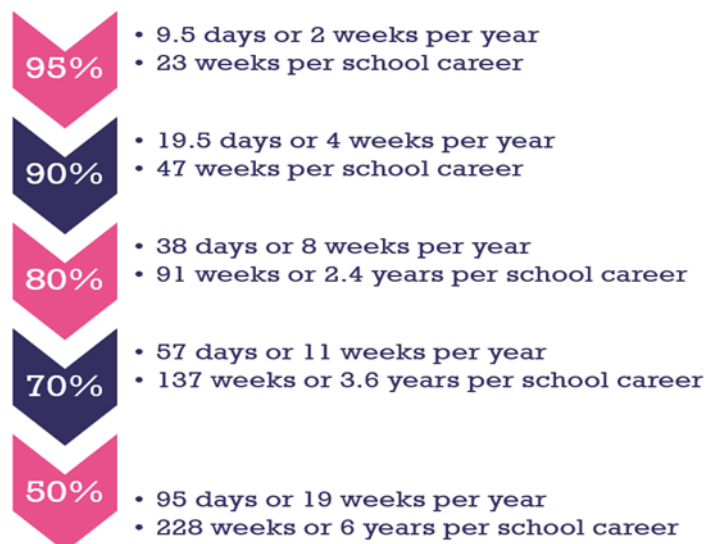 95%
• 9.5 days or 2 weeks per year
• 23 weeks per school career
90%
• 19.5 days or 4 weeks per year
• 47 weeks per school career
80%
• 38 days or 8 weeks per year
• 91 weeks or 2.4 years per school career
70%
• 57 days or 11 weeks per year
• 137 weeks or 3.6 years per school career
50%
• 95 days or 19 weeks per year
• 228 weeks or 6 years per school career